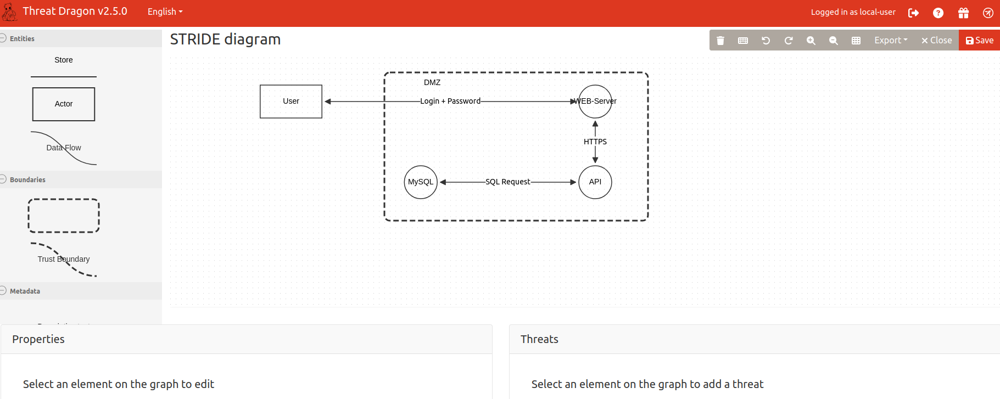 Threat Dragon v2.5.0
English
Logged in as local-user
Entities
Store
Actor
Data Flow
Boundaries
Trust Boundary
Metadata
STRIDE diagram
Export
Close
Save
DMZ
User
Login + Password
WEB-Server
HTTPS
MySQL
SQL Request
API
Properties
Select an element on the graph to edit
Threats
Select an element on the graph to add a threat